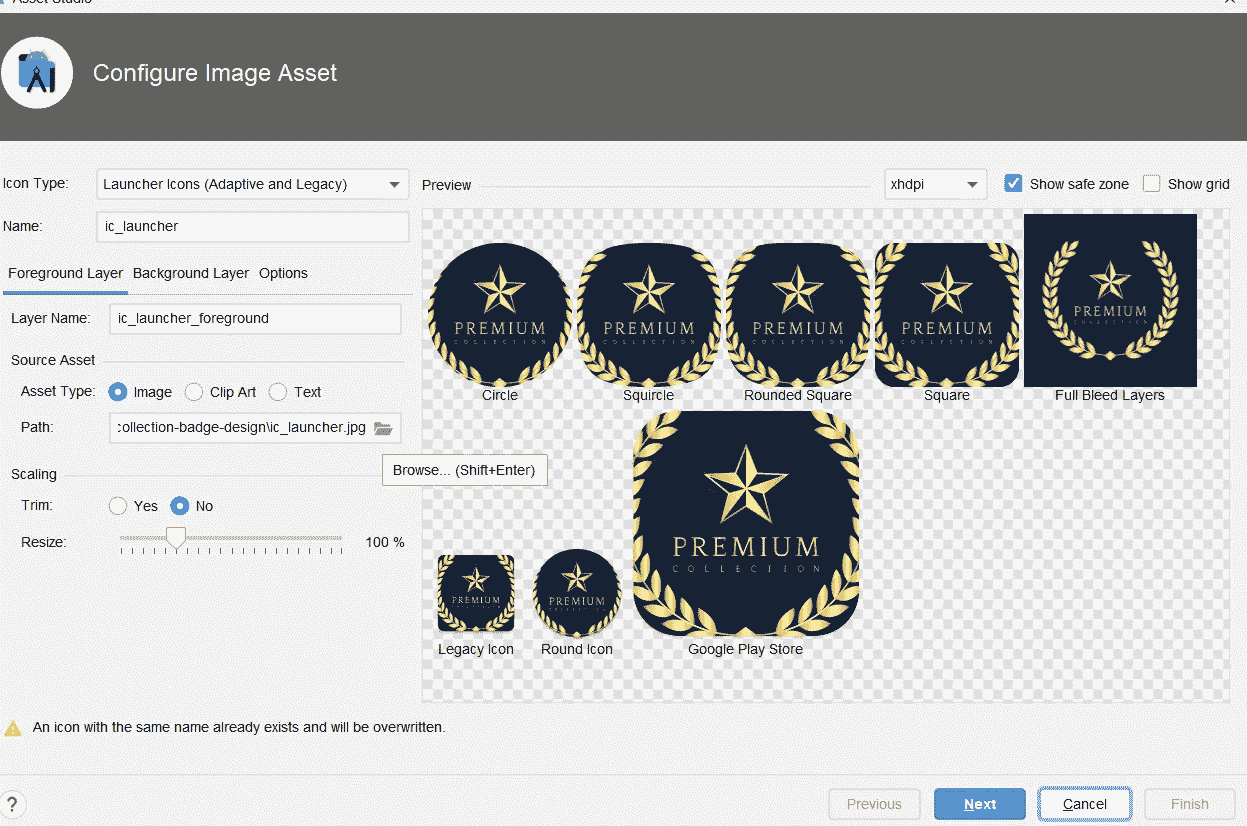 Asset Studio
Configure Image Asset
Icon Type: Launcher Icons (Adaptive and Legacy)
Preview
xhdpi
Show safe zone
Show grid
Name: ic_launcher
Foreground Layer Background Layer Options
Layer Name: ic_launcher_foreground
Source Asset
Asset Type: Image Clip Art Text
Path: :ollection-badge-design\ic_launcher.jpg
Browse... (Shift+Enter)
Scaling
Trim: Yes No
Resize: 100 %
PREMIUM
COLLECTION
PREMIUM
COLLECTION
PREMIUM
COLLECTION
PREMIUM
COLLECTION
PREMIUM
COLLECTION
Circle
Squircle
Rounded Square
Square
Full Bleed Layers
PREMIUM
PREMIUM
PREMIUM
COLLECTION
Legacy Icon
Round Icon
Google Play Store
An icon with the same name already exists and will be overwritten.
?
Previous
Next
Cancel
Finish